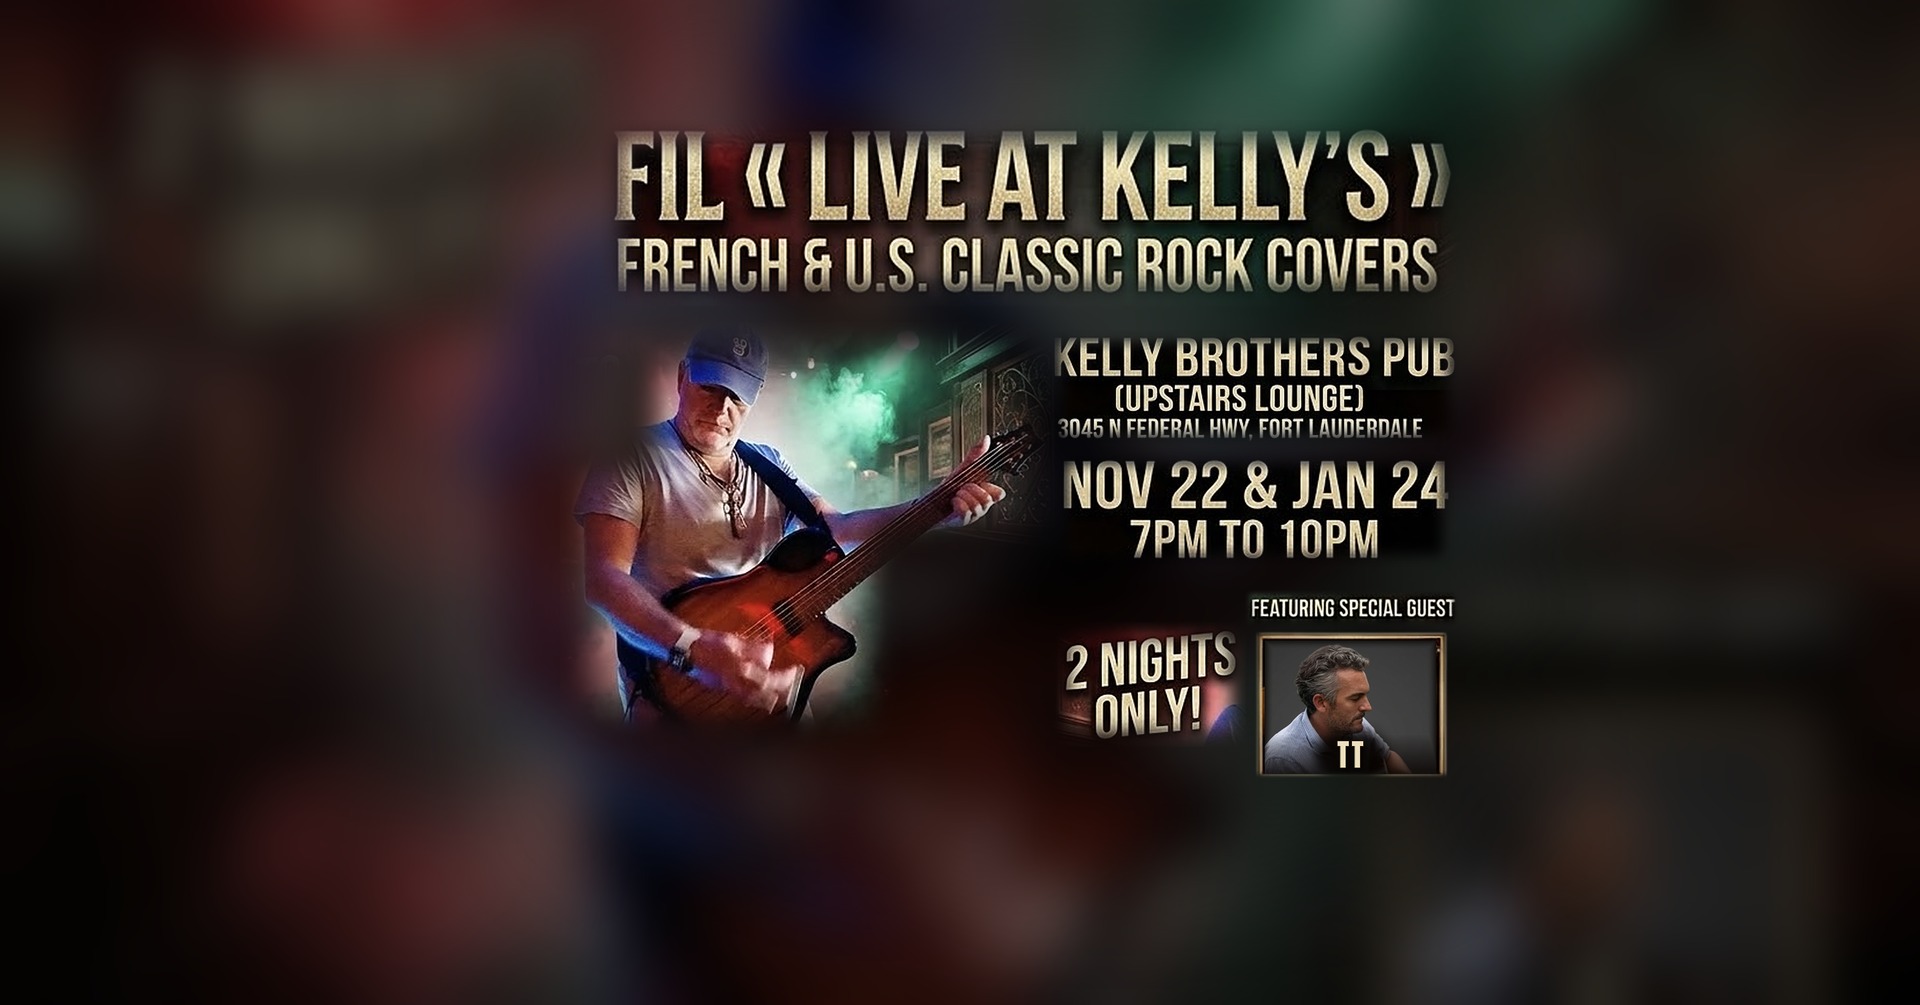 FIL « LIVE AT KELLY'S »
FRENCH & U.S. CLASSIC ROCK COVERS
KELLY BROTHERS PUB
(UPSTAIRS LOUNGE)
3045 N FEDERAL HWY, FORT LAUDERDALE
NOV 22 & JAN 24
7PM TO 10PM
FEATURING SPECIAL GUEST
2 NIGHTS
ONLY!
TT